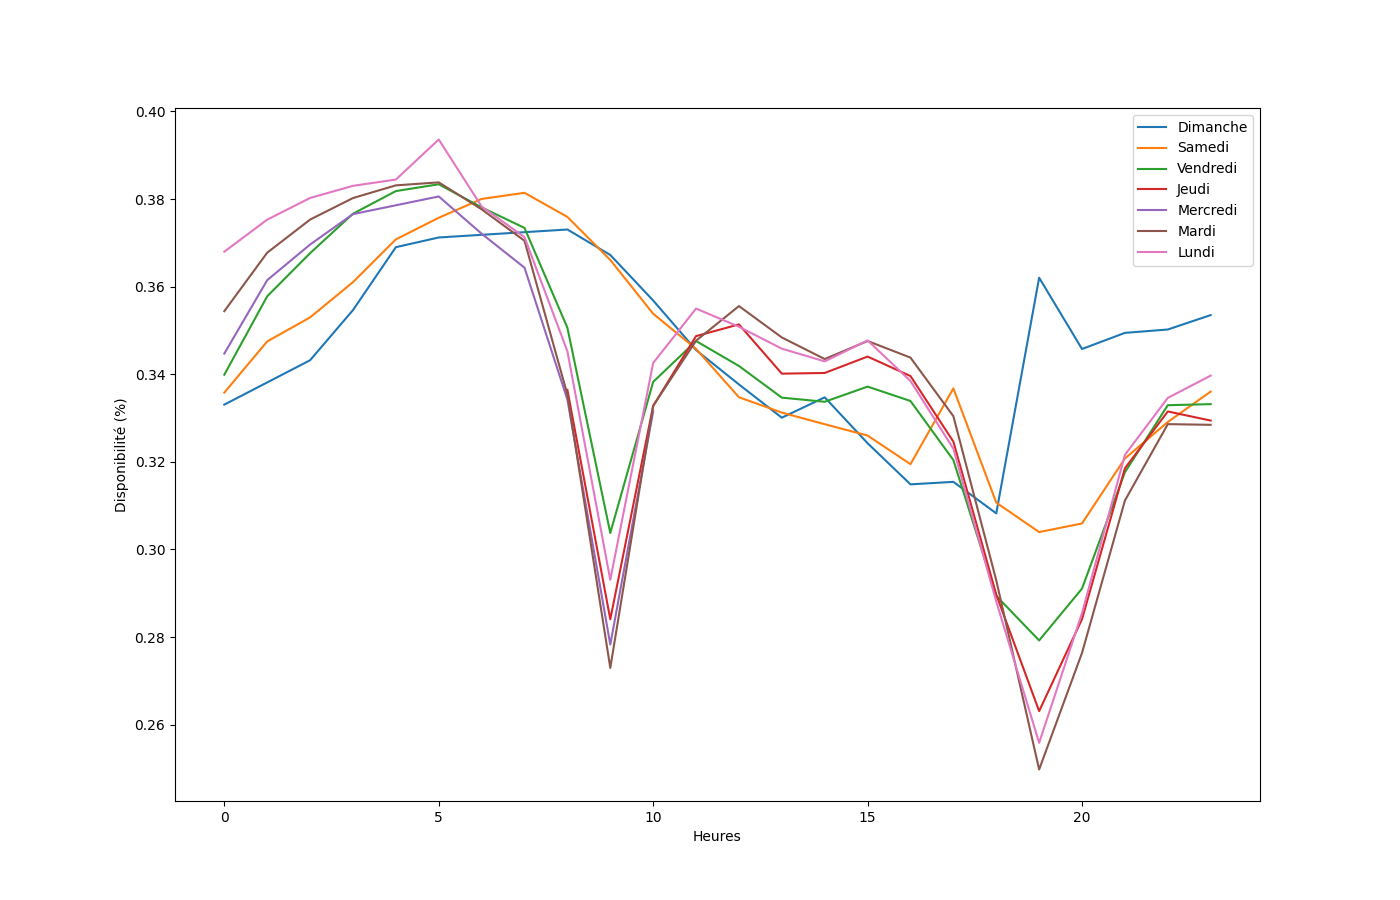 0.40
0.38
0.36
0.34
0.32
0.30
0.28
0.26
Disponibilité (%)
0 5 10 15 20
Heures
Dimanche
Samedi
Vendredi
Jeudi
Mercredi
Mardi
Lundi